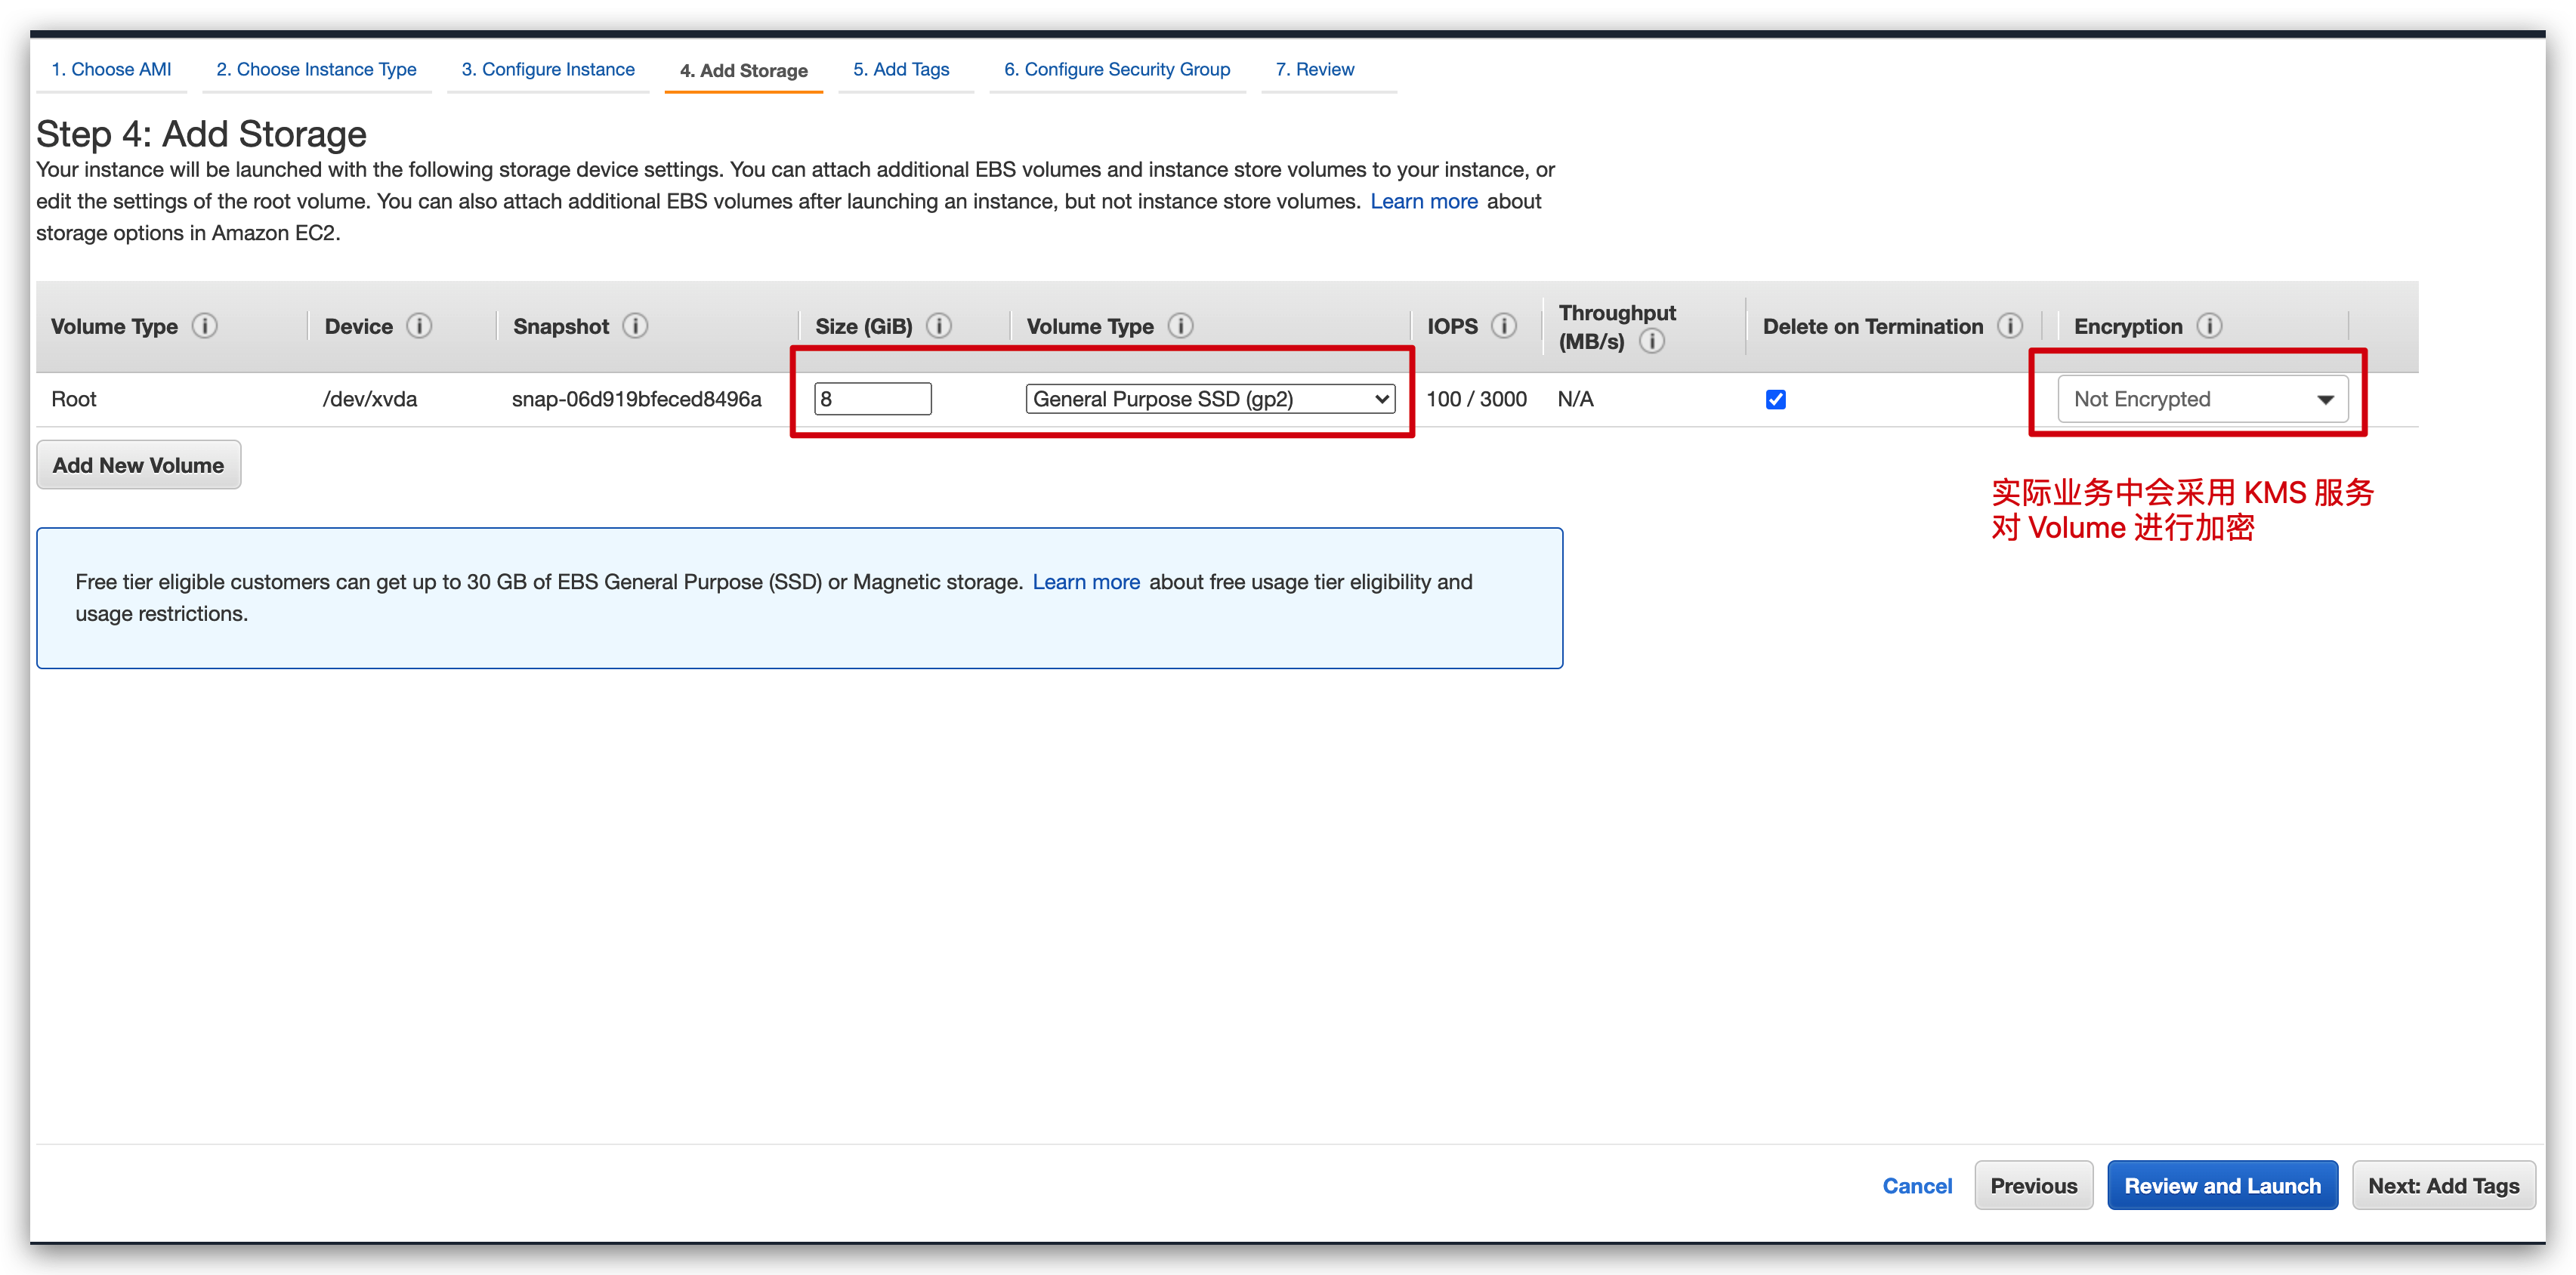 1. Choose AMI 2. Choose Instance Type 3. Configure Instance 4. Add Storage 5. Add Tags 6. Configure Security Group 7. Review
Step 4: Add Storage
Your instance will be launched with the following storage device settings. You can attach additional EBS volumes and instance store volumes to your instance, or
edit the settings of the root volume. You can also attach additional EBS volumes after launching an instance, but not instance store volumes. Learn more about
storage options in Amazon EC2.
Volume Type Device Snapshot Size (GiB) Volume Type IOPS Throughput (MB/s) Delete on Termination Encryption
Root /dev/xvda snap-06d919bfeced8496a 8 General Purpose SSD (gp2) 100 / 3000 N/A Not Encrypted
Add New Volume
实际业务中会采用 KMS 服务
对 Volume 进行加密
Free tier eligible customers can get up to 30 GB of EBS General Purpose (SSD) or Magnetic storage. Learn more about free usage tier eligibility and
usage restrictions.
Cancel Previous Review and Launch Next: Add Tags